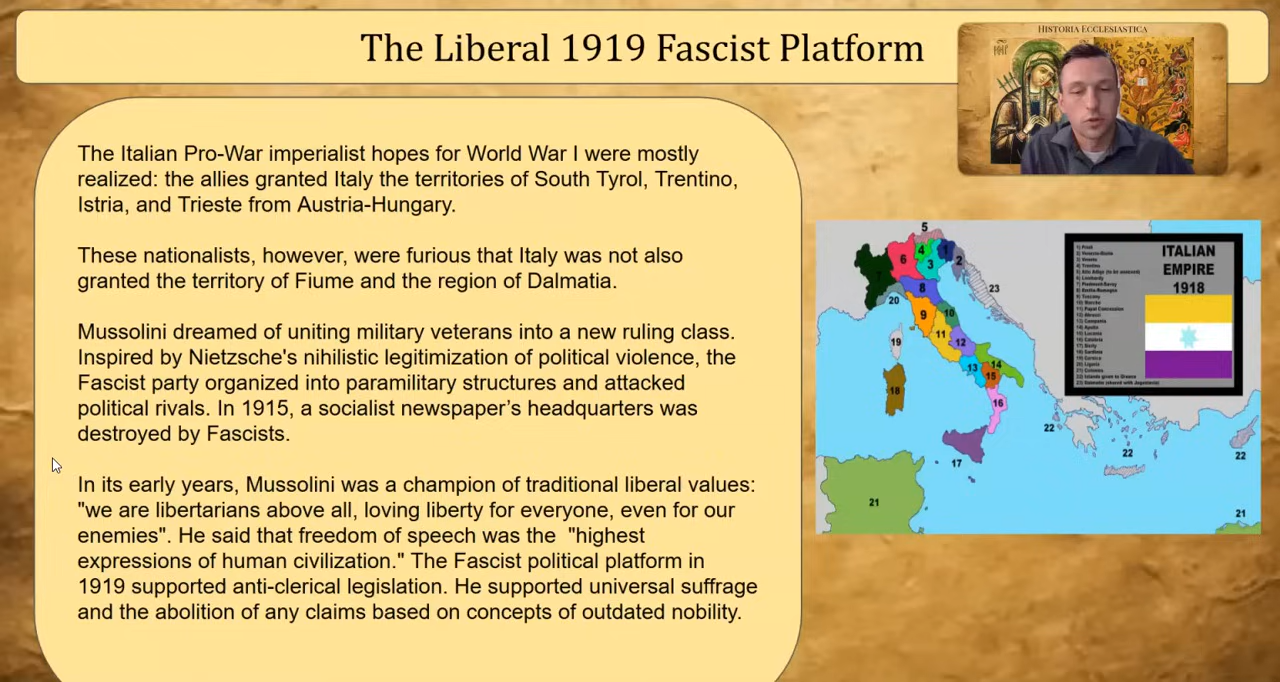 The Liberal 1919 Fascist Platform
HISTORIA ECCLESIASTICA
The Italian Pro-War imperialist hopes for World War I were mostly
realized: the allies granted Italy the territories of South Tyrol, Trentino,
Istria, and Trieste from Austria-Hungary.
These nationalists, however, were furious that Italy was not also
granted the territory of Fiume and the region of Dalmatia.
Mussolini dreamed of uniting military veterans into a new ruling class.
Inspired by Nietzsche's nihilistic legitimization of political violence, the
Fascist party organized into paramilitary structures and attacked
political rivals. In 1915, a socialist newspaper’s headquarters was
destroyed by Fascists.
In its early years, Mussolini was a champion of traditional liberal values:
"we are libertarians above all, loving liberty for everyone, even for our
enemies". He said that freedom of speech was the "highest
expressions of human civilization." The Fascist political platform in
1919 supported anti-clerical legislation. He supported universal suffrage
and the abolition of any claims based on concepts of outdated nobility.
ITALIAN
EMPIRE
1918
5
4
1
6
3
2
8
23
20
9
10
11
19
12
13
14
15
18
16
22
22
22
17
21
21